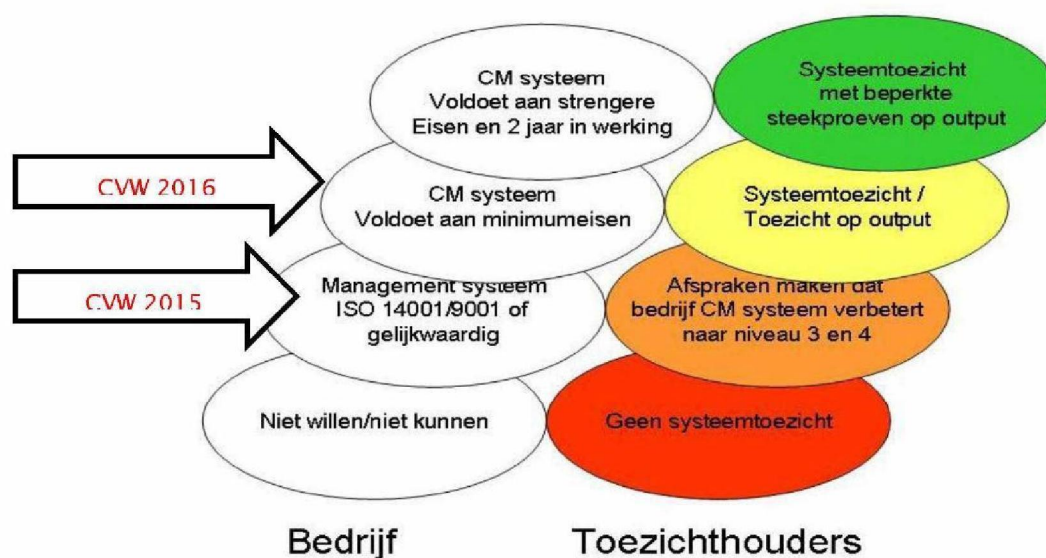 CM systeem
Voldoet aan strengere
Eisen en 2 jaar in werking
Systeemtoezicht
met beperkte
steekproeven op output
CVW 2016
CM systeem
Voldoet aan minimumeisen
Systeemtoezicht /
Toezicht op output
CVW 2015
Management systeem
ISO 14001/9001 of
gelijkwaardig
Afspraken maken dat
bedrijf CM systeem verbetert
naar niveau 3 en 4
Niet willen/niet kunnen
Geen systeemtoezicht
Bedrijf
Toezichthouders